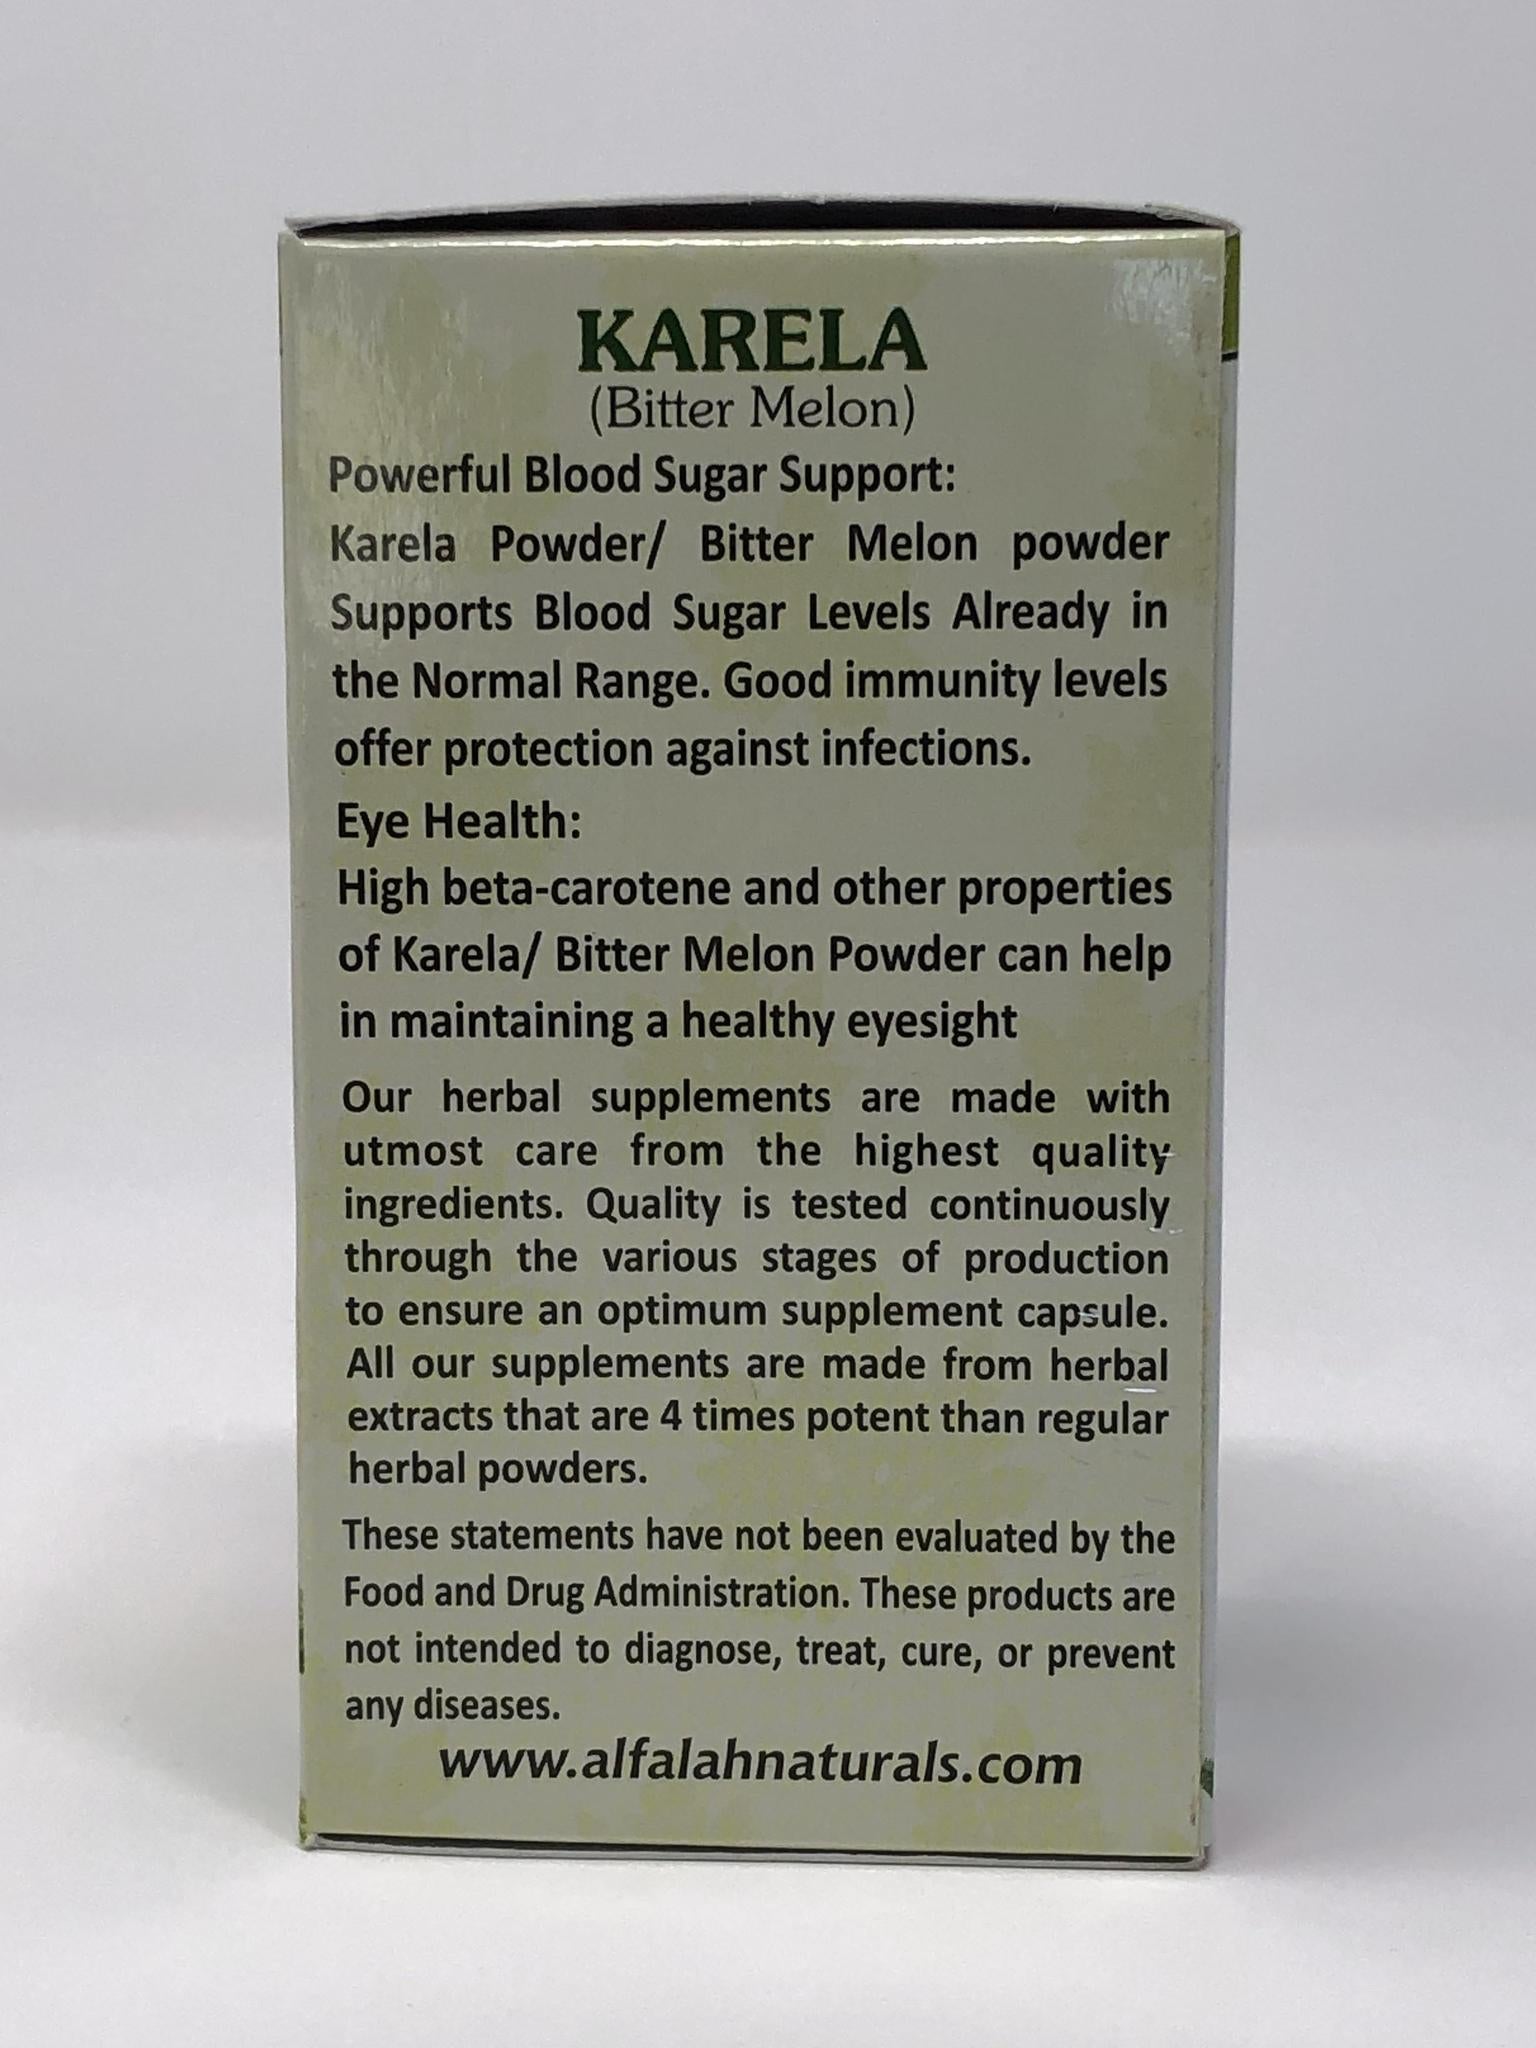 KARELA
(Bitter Melon)
Powerful Blood Sugar Support:
Karela Powder/ Bitter Melon powder
Supports Blood Sugar Levels Already in
the Normal Range. Good immunity levels
offer protection against infections.
Eye Health:
High beta-carotene and other properties
of Karela/ Bitter Melon Powder can help
in maintaining a healthy eyesight
Our herbal supplements are made with
utmost care from the highest quality
ingredients. Quality is tested continuously
through the various stages of production
to ensure an optimum supplement capsule.
All our supplements are made from herbal
extracts that are 4 times potent than regular
herbal powders.
These statements have not been evaluated by the
Food and Drug Administration. These products are
not intended to diagnose, treat, cure, or prevent
any diseases.
www.alfalahnaturals.com